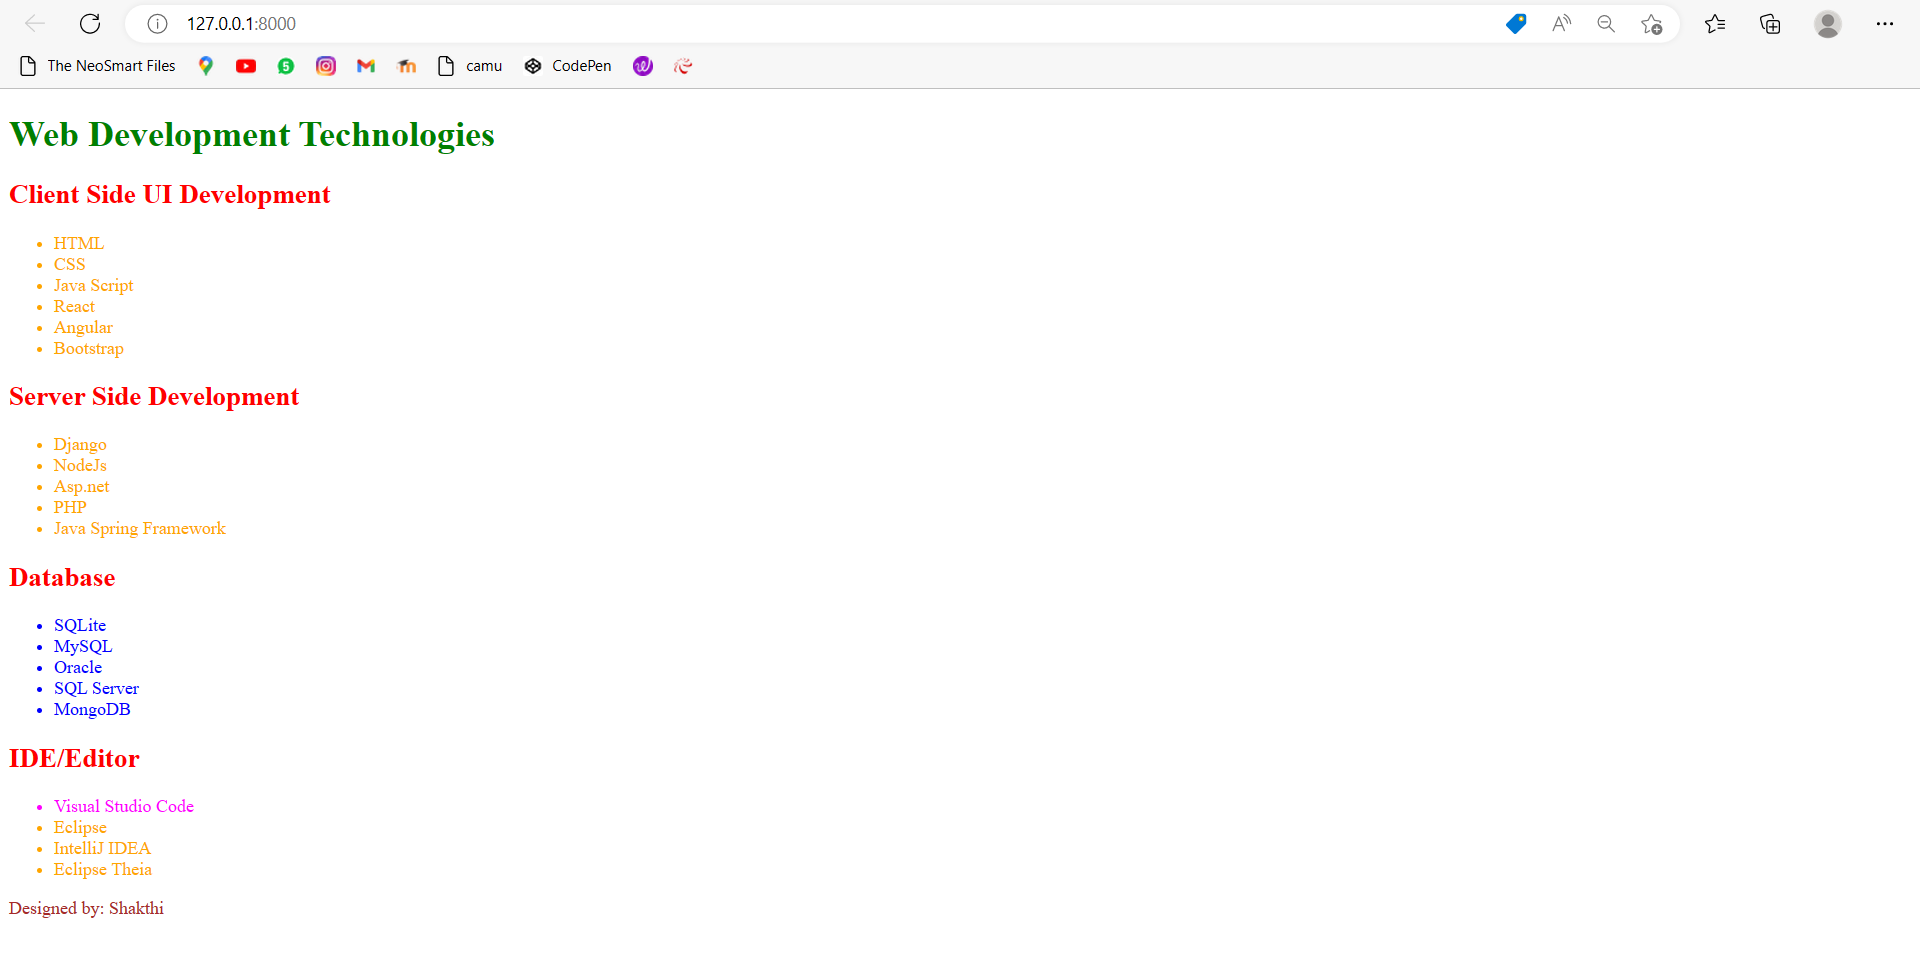 127.0.0.1:8000
The NeoSmart Files 5 camu CodePen
Web Development Technologies
Client Side UI Development
HTML
CSS
Java Script
React
Angular
Bootstrap
Server Side Development
Django
NodeJs
Asp.net
PHP
Java Spring Framework
Database
SQLite
MySQL
Oracle
SQL Server
MongoDB
IDE/Editor
Visual Studio Code
Eclipse
IntelliJ IDEA
Eclipse Theia
Designed by: Shakthi